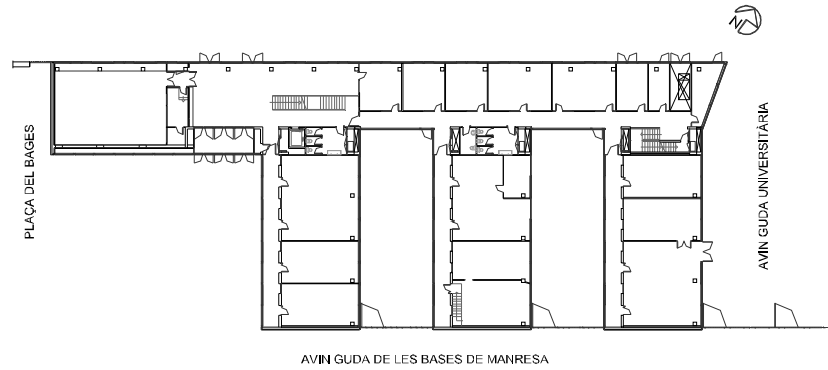 N
PLAÇA DEL BAGES
AVIN GUDA UNIVERSITÀRIA
AVIN GUDA DE LES BASES DE MANRESA